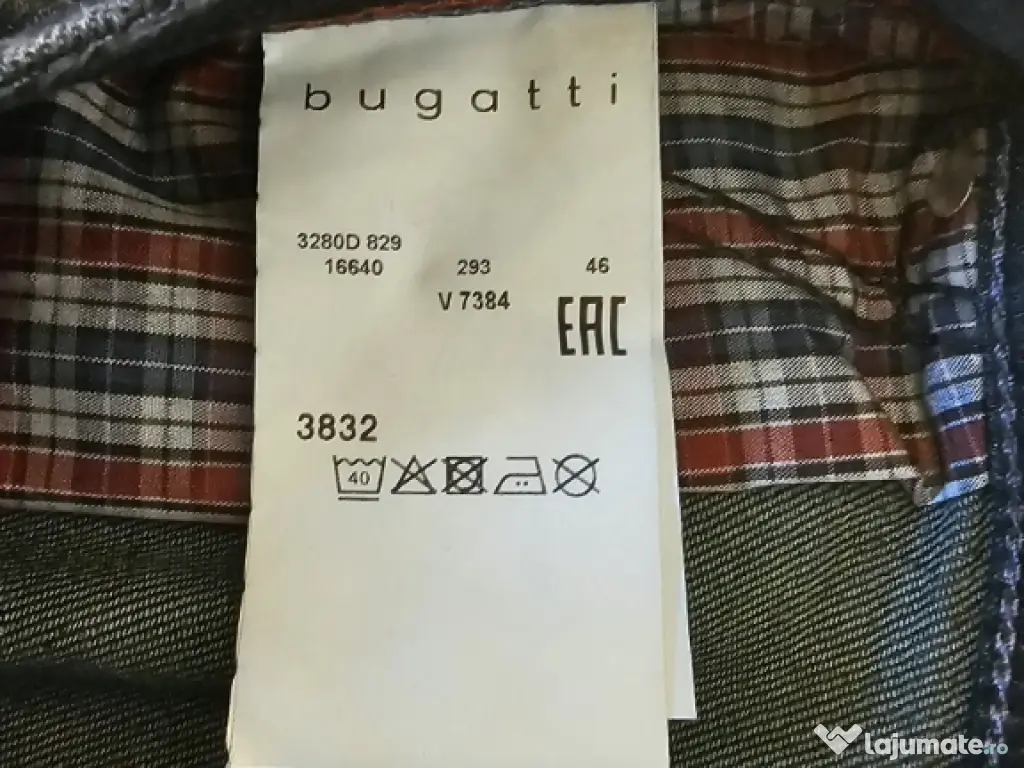 bugatti
3280D 829
16640 293 46
V 7384
EAC
3832
40
lajumate.ro